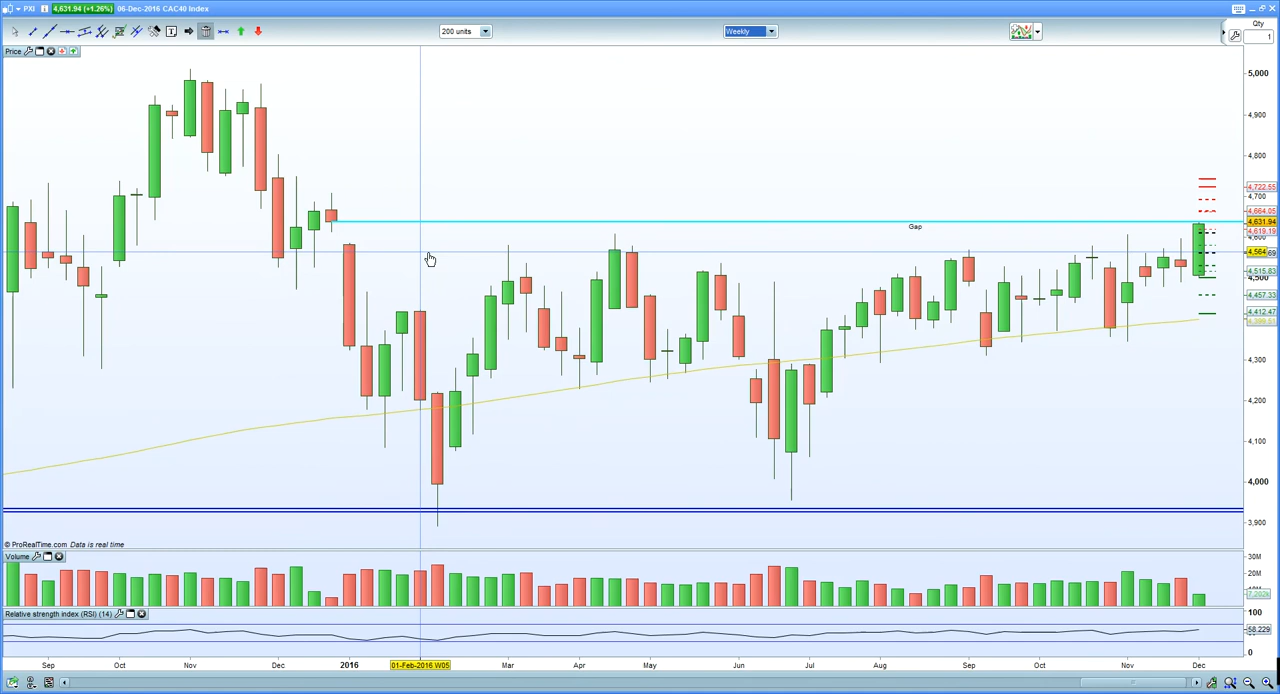 PXI 4,631.94 (+1.26%) 06-Dec-2016 CAC40 Index
200 units
Weekly
Qty
1
Price
5,000
4,900
4,800
4,722.55
4,700
4,664.05
Gap
4,631.94
4,619.19
4,564
4,515.83
4,500
4,457.33
4,412.47
4,300
4,200
4,100
4,000
3,900
© ProRealTime.com Data is real time
Volume
30M
20M
Relative strength index (RSI) (14)
100
58.229
0
Sep Oct Nov Dec 2016 01-Feb-2016 W05 Mar Apr May Jun Jul Aug Sep Oct Nov Dec